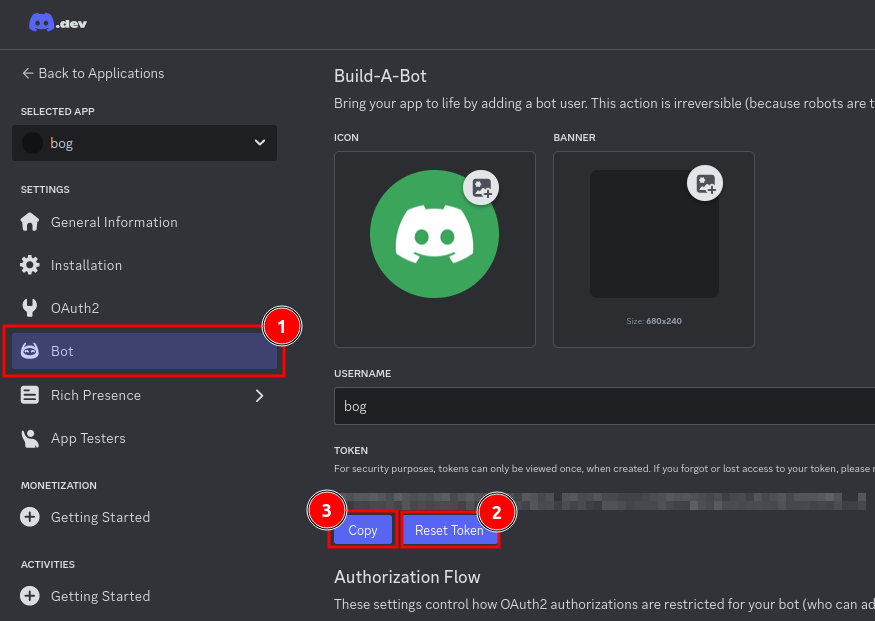 .dev
Back to Applications
SELECTED APP
bog
SETTINGS
General Information
Installation
OAuth2
1
Bot
Rich Presence
App Testers
MONETIZATION
Getting Started
ACTIVITIES
Getting Started
Build-A-Bot
Bring your app to life by adding a bot user. This action is irreversible (because robots are t
ICON
BANNER
Size: 680x240
USERNAME
bog
TOKEN
For security purposes, tokens can only be viewed once, when created. If you forgot or lost access to your token, please
3
2
Copy
Reset Token
Authorization Flow
These settings control how OAuth2 authorizations are restricted for your bot (who can ad